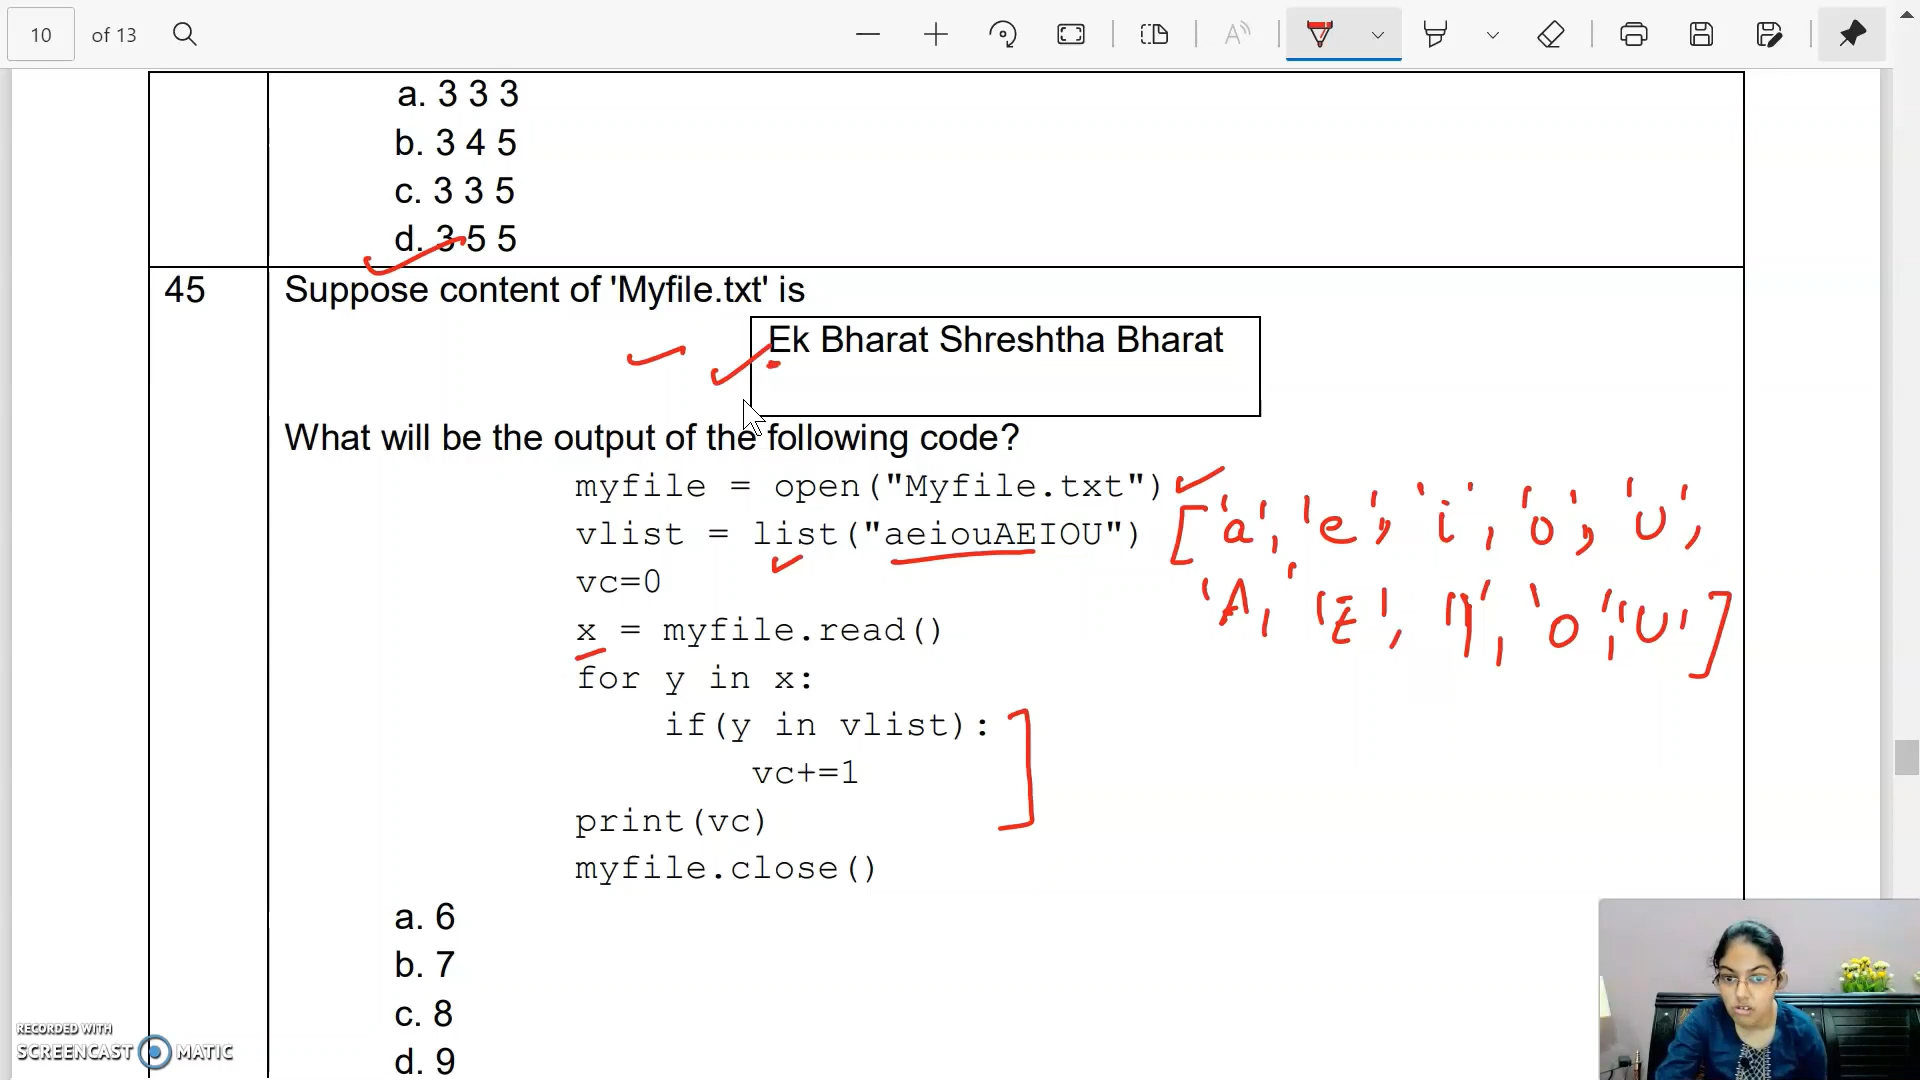 10 of 13
a. 3 3 3
b. 3 4 5
c. 3 3 5
d. 3 5 5
45 Suppose content of 'Myfile.txt' is
Ek Bharat Shreshtha Bharat
What will be the output of the following code?
myfile = open("Myfile.txt")
vlist = list("aeiouAEIOU")
['a', 'e', 'i', 'o', 'U',
'A, ' 'E', 'I', 'O','U']
vc=0
x = myfile.read()
for y in x:
if(y in vlist):
vc+=1
print(vc)
myfile.close()
a. 6
b. 7
c. 8
d. 9
RECORDED WITH
SCREENCAST MATIC